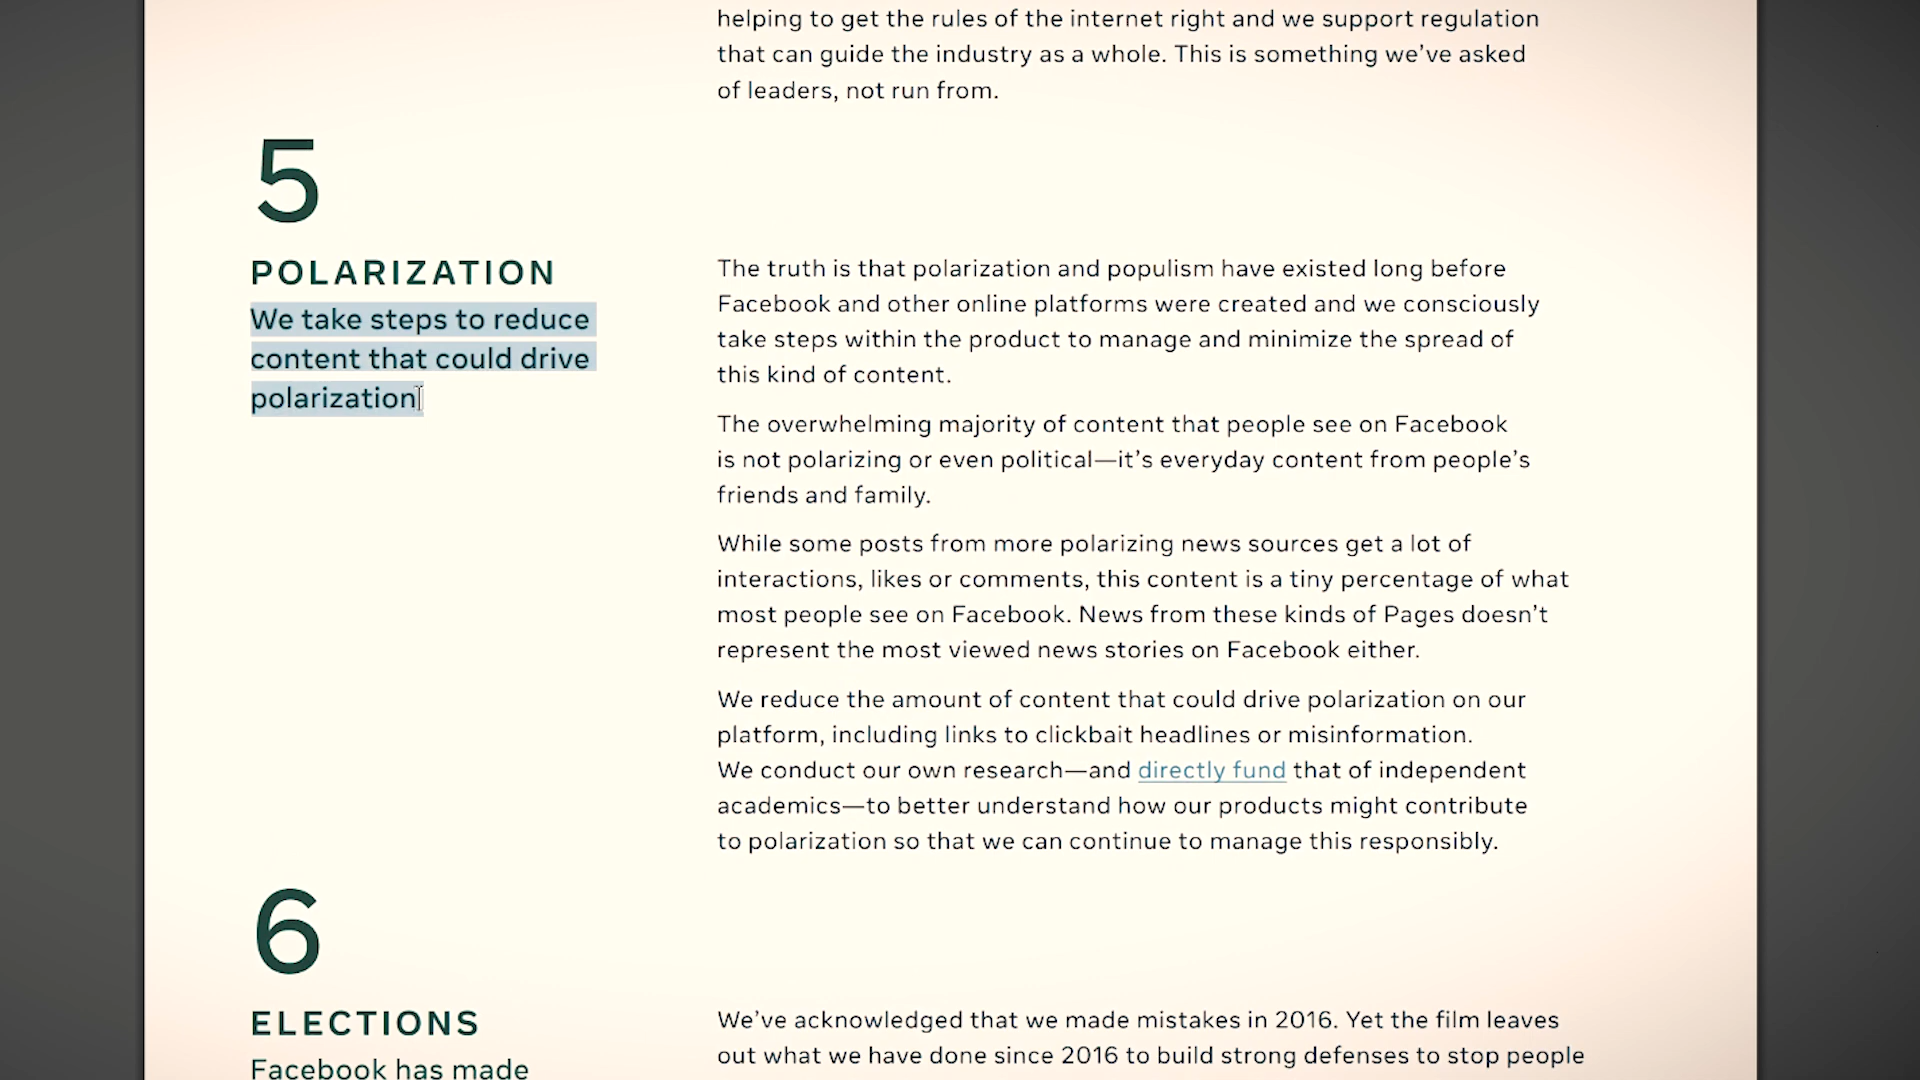 helping to get the rules of the internet right and we support regulation
that can guide the industry as a whole. This is something we’ve asked
of leaders, not run from.
5
POLARIZATION
We take steps to reduce
content that could drive
polarization
The truth is that polarization and populism have existed long before
Facebook and other online platforms were created and we consciously
take steps within the product to manage and minimize the spread of
this kind of content.
The overwhelming majority of content that people see on Facebook
is not polarizing or even political—it’s everyday content from people’s
friends and family.
While some posts from more polarizing news sources get a lot of
interactions, likes or comments, this content is a tiny percentage of what
most people see on Facebook. News from these kinds of Pages doesn’t
represent the most viewed news stories on Facebook either.
We reduce the amount of content that could drive polarization on our
platform, including links to clickbait headlines or misinformation.
We conduct our own research—and directly fund that of independent
academics—to better understand how our products might contribute
to polarization so that we can continue to manage this responsibly.
6
ELECTIONS
Facebook has made
We’ve acknowledged that we made mistakes in 2016. Yet the film leaves
out what we have done since 2016 to build strong defenses to stop people